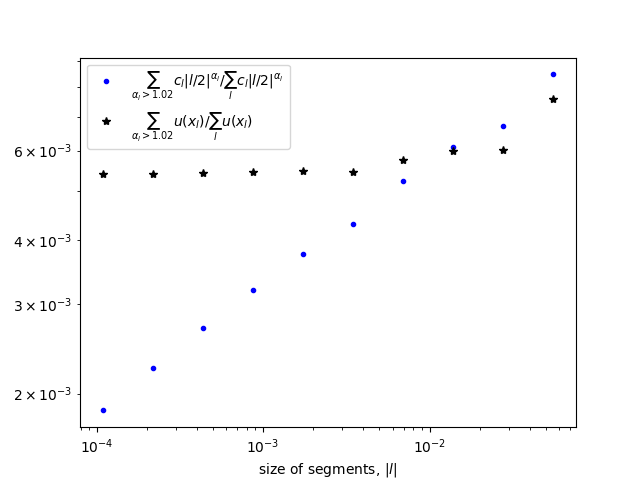 ∑_{α_l>1.02} c_l|l/2|^{α_l}/∑_l c_l|l/2|^{α_l}
∑_{α_l>1.02} u(x_l)/∑_l u(x_l)
6 × 10⁻³
4 × 10⁻³
3 × 10⁻³
2 × 10⁻³
10⁻⁴ 10⁻³ 10⁻²
size of segments, |l|